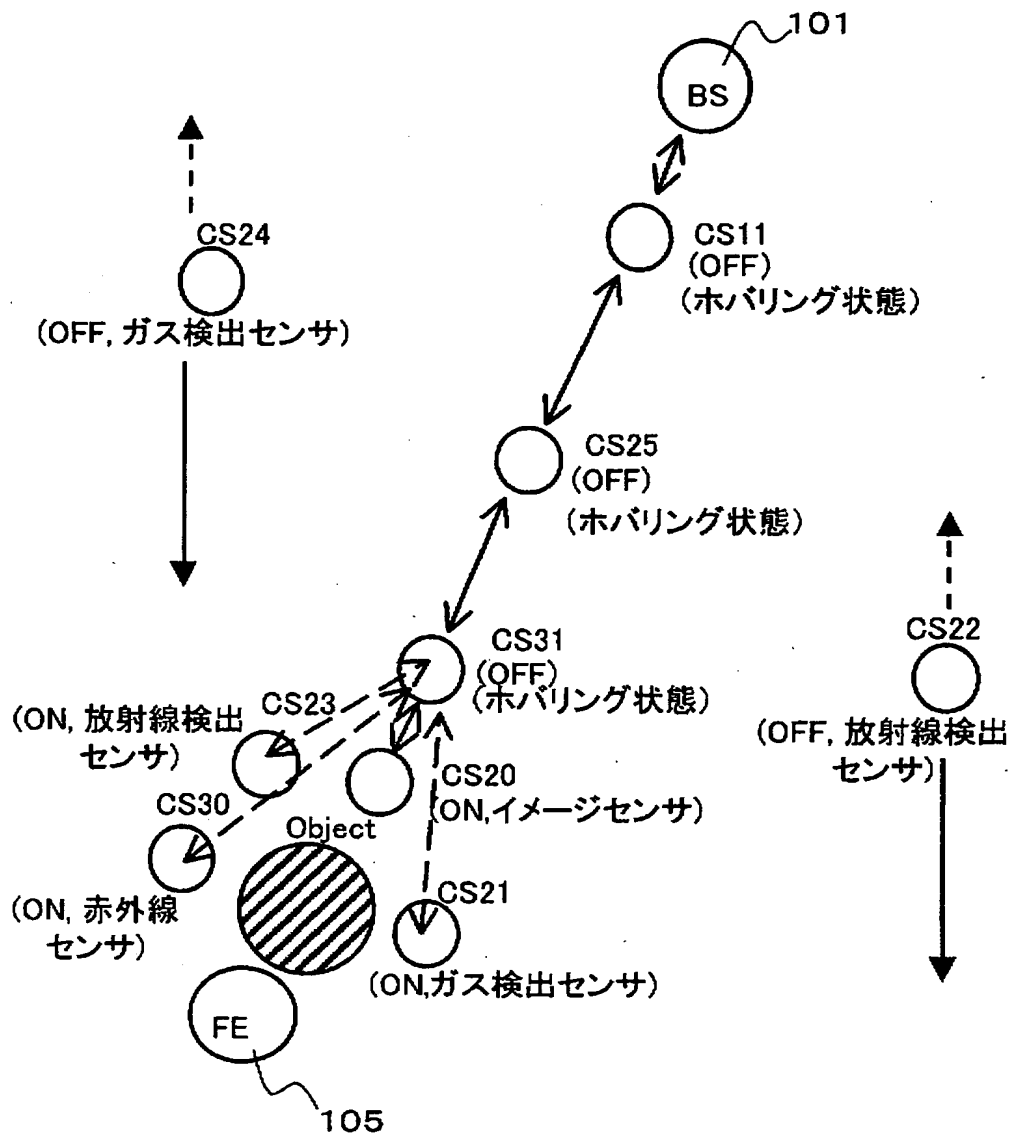 101
BS
CS24
(OFF, ガス検出センサ)
CS11
(OFF)
(ホバリング状態)
CS25
(OFF)
(ホバリング状態)
CS31
(OFF)
(ホバリング状態)
CS22
(OFF, 放射線検出
センサ)
CS23
(ON, 放射線検出
センサ)
CS20
(ON,イメージセンサ)
CS30
(ON, 赤外線
センサ)
Object
CS21
(ON,ガス検出センサ)
FE
105